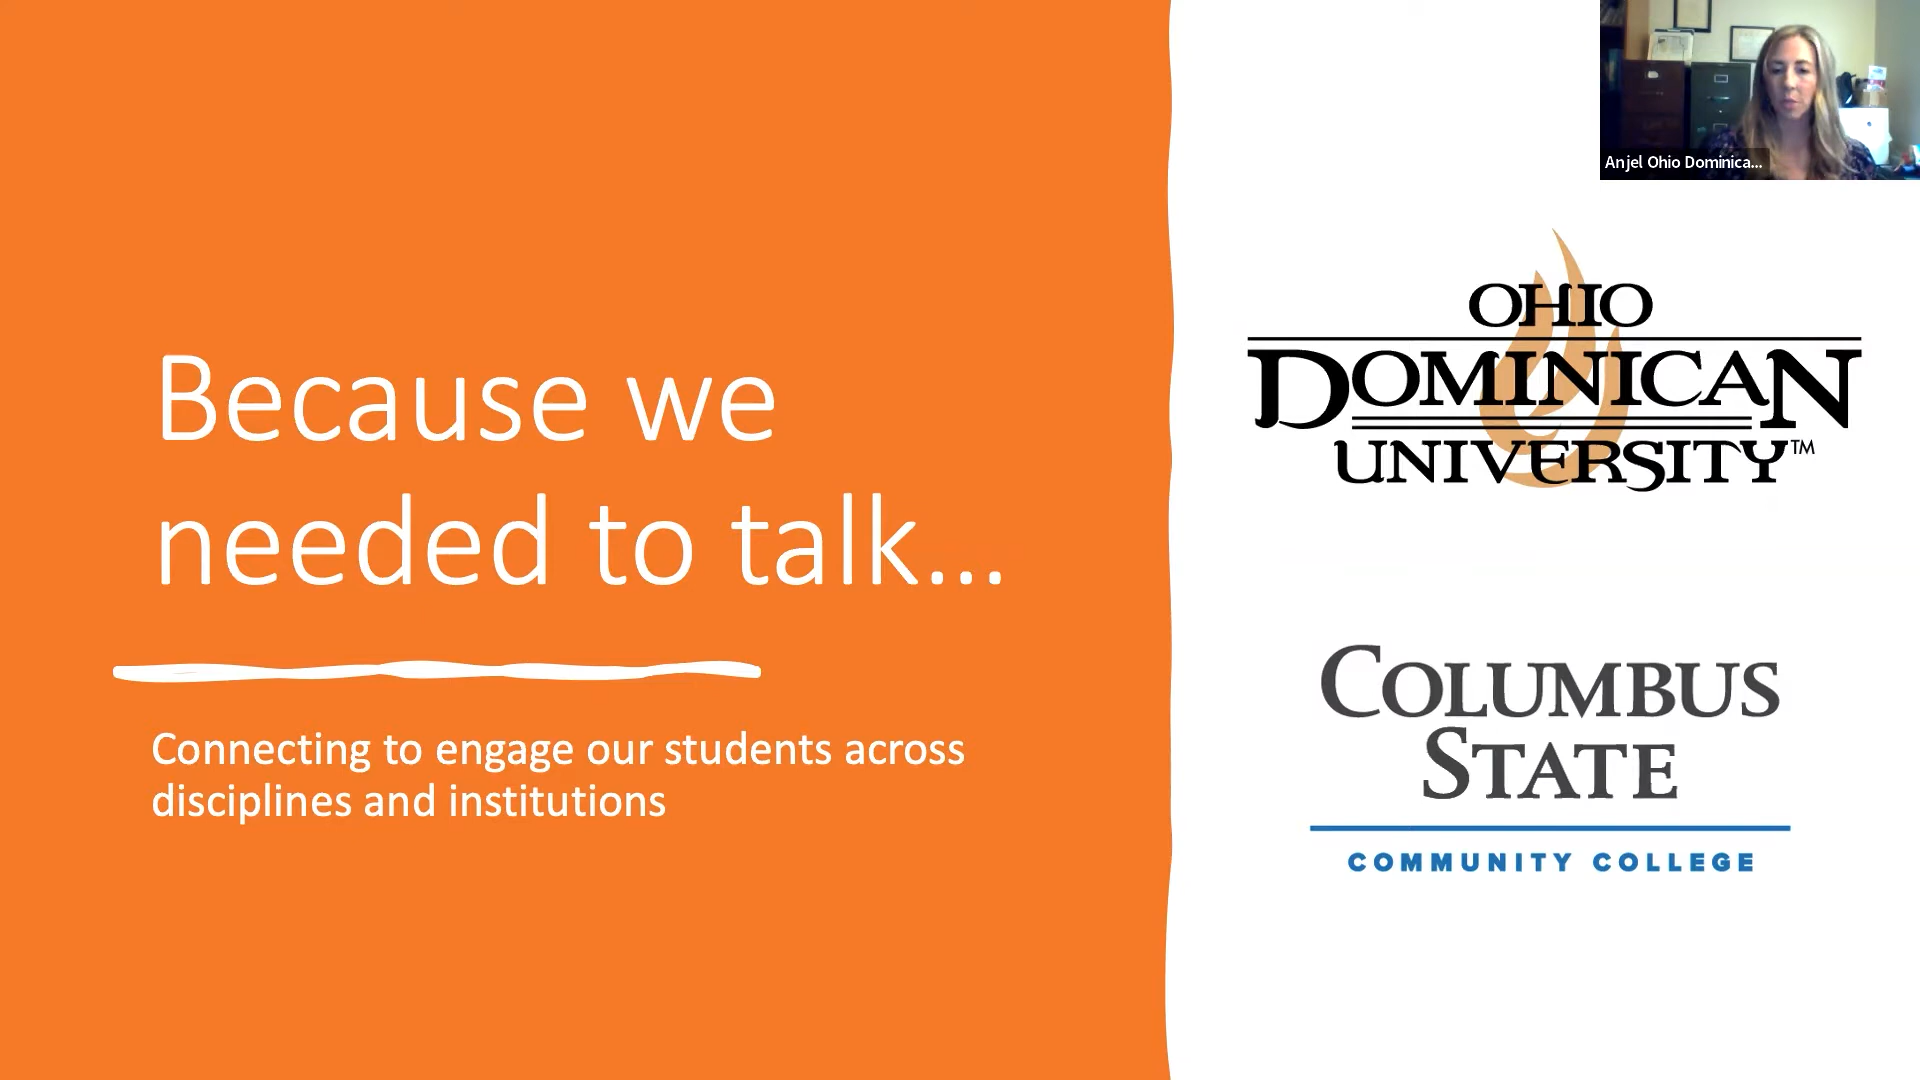 Because we
needed to talk...
Connecting to engage our students across
disciplines and institutions
Anjel Ohio Dominica...
OHIO
DOMINICAN
UNIVERSITY™
COLUMBUS
STATE
COMMUNITY COLLEGE